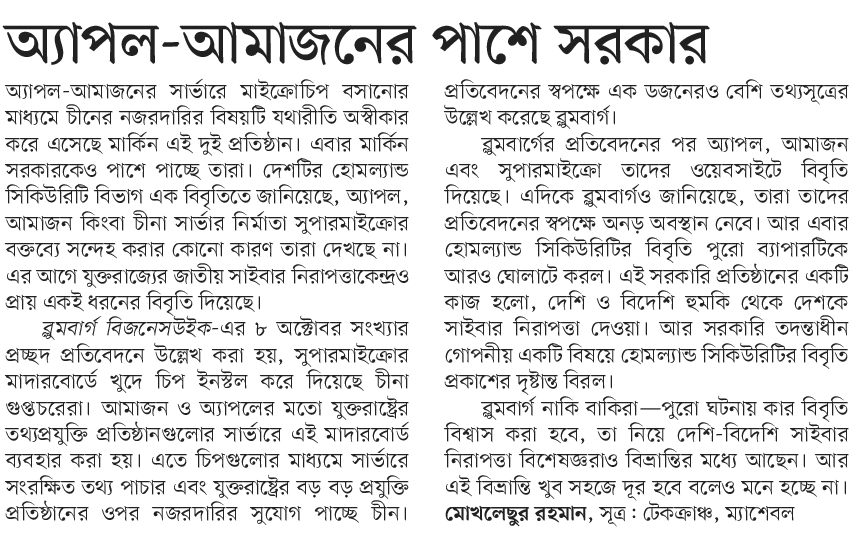 অ্যাপল-আমাজনের পাশে সরকার
অ্যাপল-আমাজনের সার্ভারে মাইক্রোচিপ বসানোর
মাধ্যমে চীনের নজরদারির বিষয়টি যথারীতি অস্বীকার
করে এসেছে মার্কিন এই দুই প্রতিষ্ঠান। এবার মার্কিন
সরকারকেও পাশে পাচ্ছে তারা। দেশটির হোমল্যান্ড
সিকিউরিটি বিভাগ এক বিবৃতিতে জানিয়েছে, অ্যাপল,
আমাজন কিংবা চীনা সার্ভার নির্মাতা সুপারমাইক্রোর
বক্তব্যে সন্দেহ করার কোনো কারণ তারা দেখছে না।
এর আগে যুক্তরাজ্যের জাতীয় সাইবার নিরাপত্তাকেন্দ্রও
প্রায় একই ধরনের বিবৃতি দিয়েছে।
ব্লুমবার্গ বিজনেসউইক-এর ৮ অক্টোবর সংখ্যার
প্রচ্ছদ প্রতিবেদনে উল্লেখ করা হয়, সুপারমাইক্রোর
মাদারবোর্ডে খুদে চিপ ইনস্টল করে দিয়েছে চীনা
গুপ্তচরেরা। আমাজন ও অ্যাপলের মতো যুক্তরাষ্ট্রের
তথ্যপ্রযুক্তি প্রতিষ্ঠানগুলোর সার্ভারে এই মাদারবোর্ড
ব্যবহার করা হয়। এতে চিপগুলোর মাধ্যমে সার্ভারে
সংরক্ষিত তথ্য পাচার এবং যুক্তরাষ্ট্রের বড় বড় প্রযুক্তি
প্রতিষ্ঠানের ওপর নজরদারির সুযোগ পাচ্ছে চীন।
প্রতিবেদনের স্বপক্ষে এক ডজনেরও বেশি তথ্যসূত্রের
উল্লেখ করেছে ব্লুমবার্গ।
ব্লুমবার্গের প্রতিবেদনের পর অ্যাপল, আমাজন
এবং সুপারমাইক্রো তাদের ওয়েবসাইটে বিবৃতি
দিয়েছে। এদিকে ব্লুমবার্গও জানিয়েছে, তারা তাদের
প্রতিবেদনের স্বপক্ষে অনড় অবস্থান নেবে। আর এবার
হোমল্যান্ড সিকিউরিটির বিবৃতি পুরো ব্যাপারটিকে
আরও ঘোলাটে করল। এই সরকারি প্রতিষ্ঠানের একটি
কাজ হলো, দেশি ও বিদেশি হুমকি থেকে দেশকে
সাইবার নিরাপত্তা দেওয়া। আর সরকারি তদন্তাধীন
গোপনীয় একটি বিষয়ে হোমল্যান্ড সিকিউরিটির বিবৃতি
প্রকাশের দৃষ্টান্ত বিরল।
ব্লুমবার্গ নাকি বাকিরা—পুরো ঘটনায় কার বিবৃতি
বিশ্বাস করা হবে, তা নিয়ে দেশি-বিদেশি সাইবার
নিরাপত্তা বিশেষজ্ঞরাও বিভ্রান্তির মধ্যে আছেন। আর
এই বিভ্রান্তি খুব সহজে দূর হবে বলেও মনে হচ্ছে না।
মোখলেছুর রহমান, সূত্র : টেকক্রাঞ্চ, ম্যাশেবল